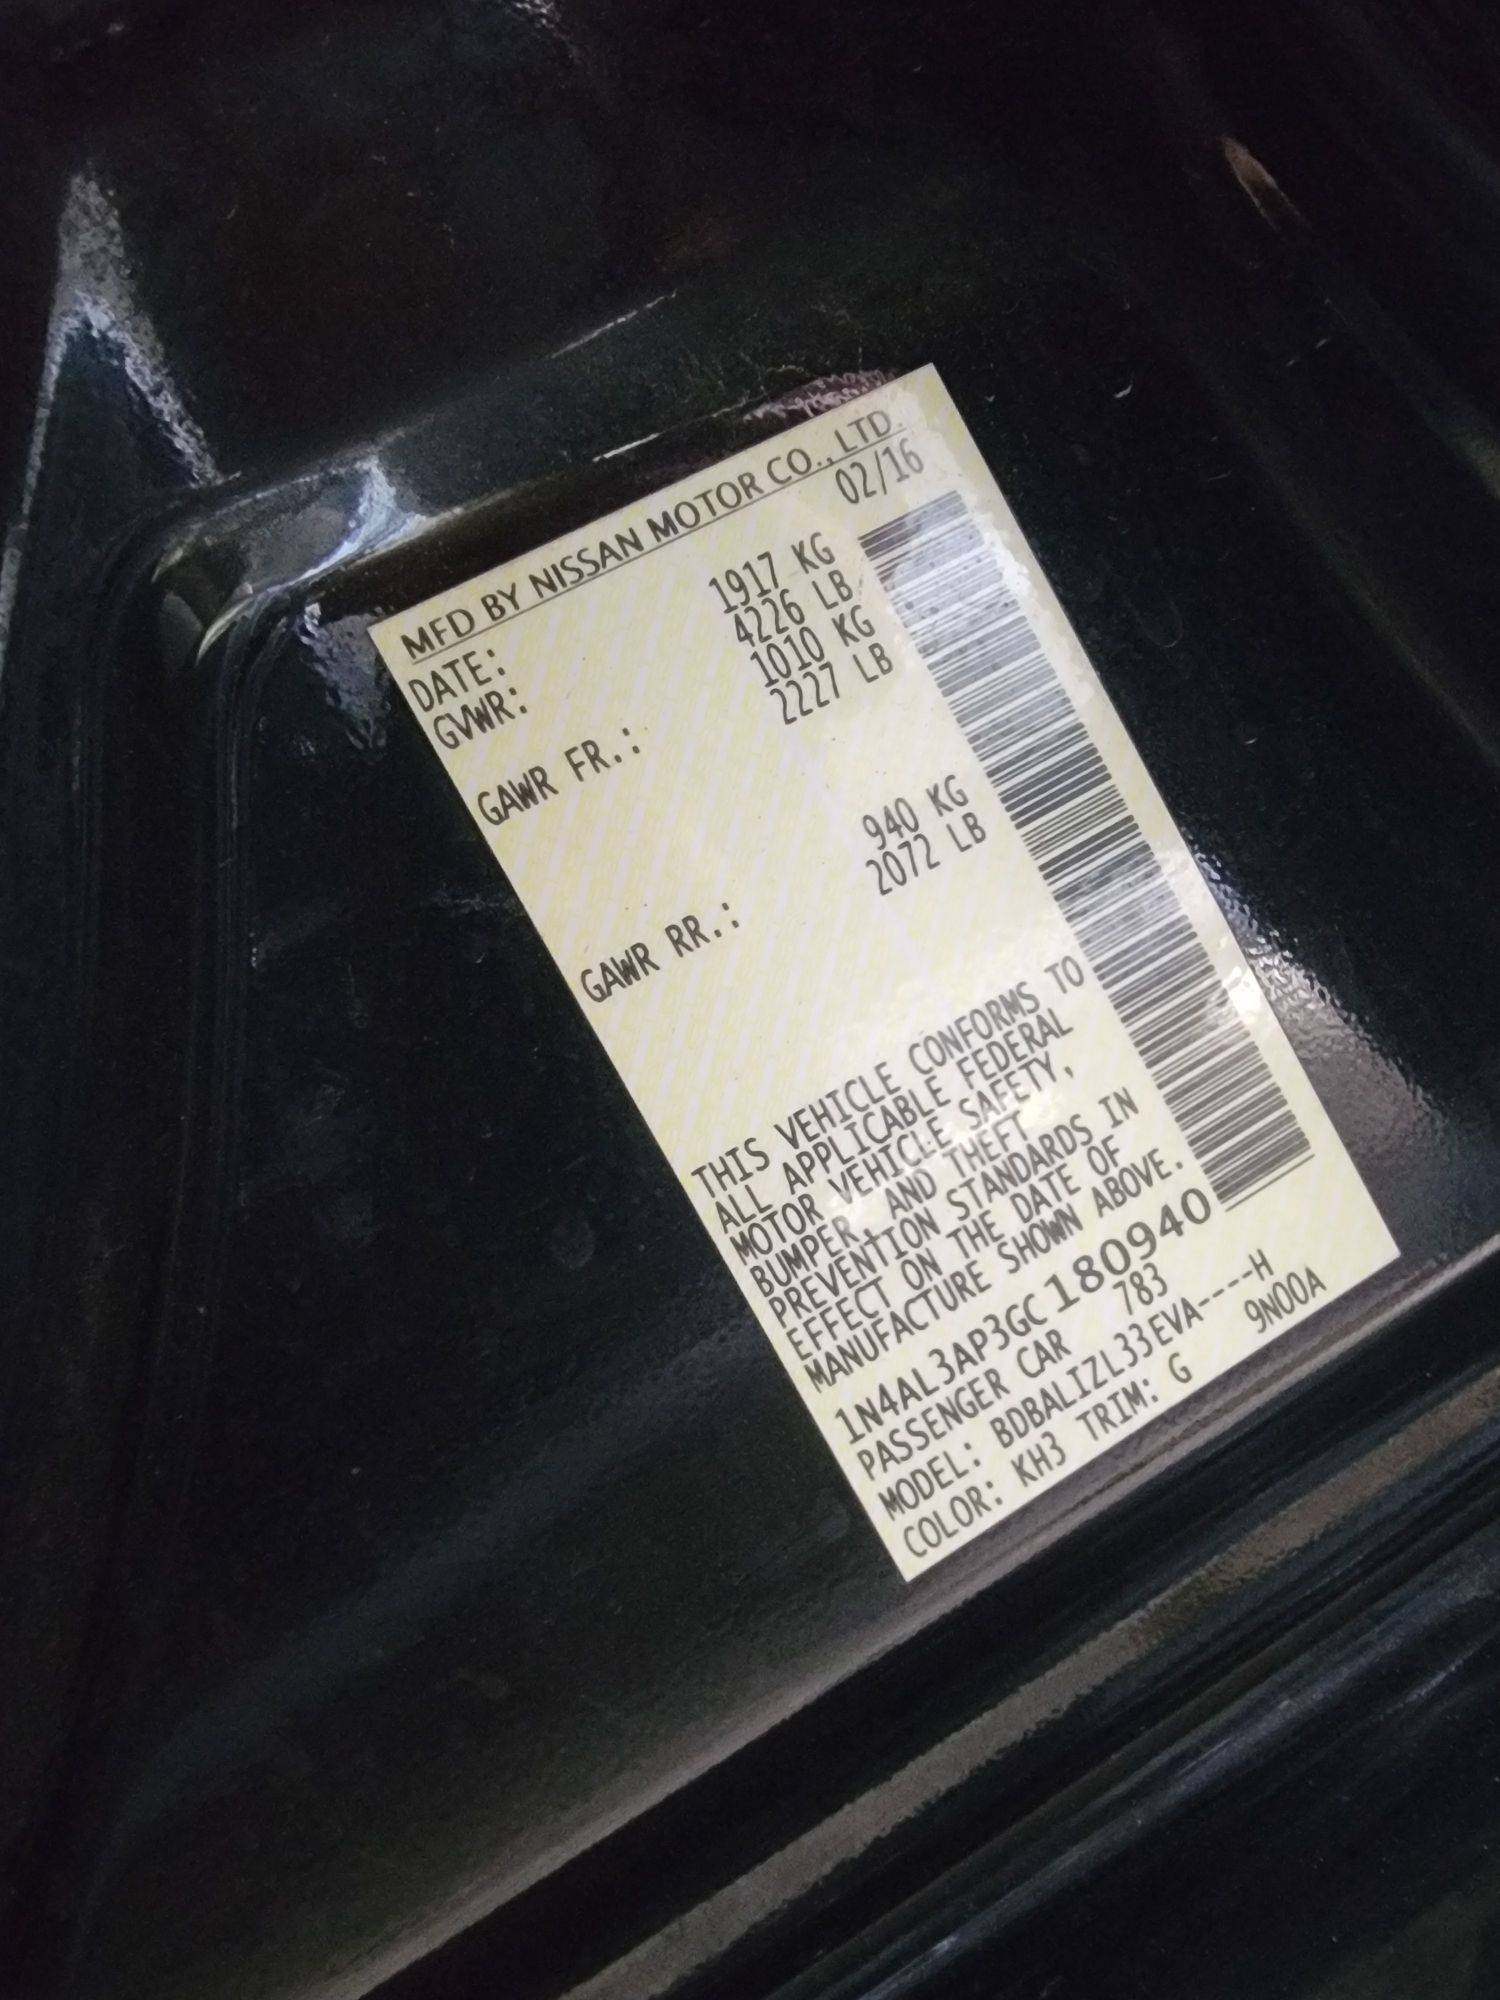 MFD BY NISSAN MOTOR CO., LTD.
DATE: 02/16
GVWR: 1917 KG
4226 LB
GAWR FR.: 1010 KG
2227 LB
GAWR RR.: 940 KG
2072 LB
THIS VEHICLE CONFORMS TO
ALL APPLICABLE FEDERAL
MOTOR VEHICLE SAFETY,
BUMPER, AND THEFT
PREVENTION STANDARDS IN
EFFECT ON THE DATE OF
MANUFACTURE SHOWN ABOVE.
1N4AL3AP3GC180940
PASSENGER CAR 783
MODEL: BDBALIZL33EVA----H
COLOR: KH3 TRIM: G 9N00A